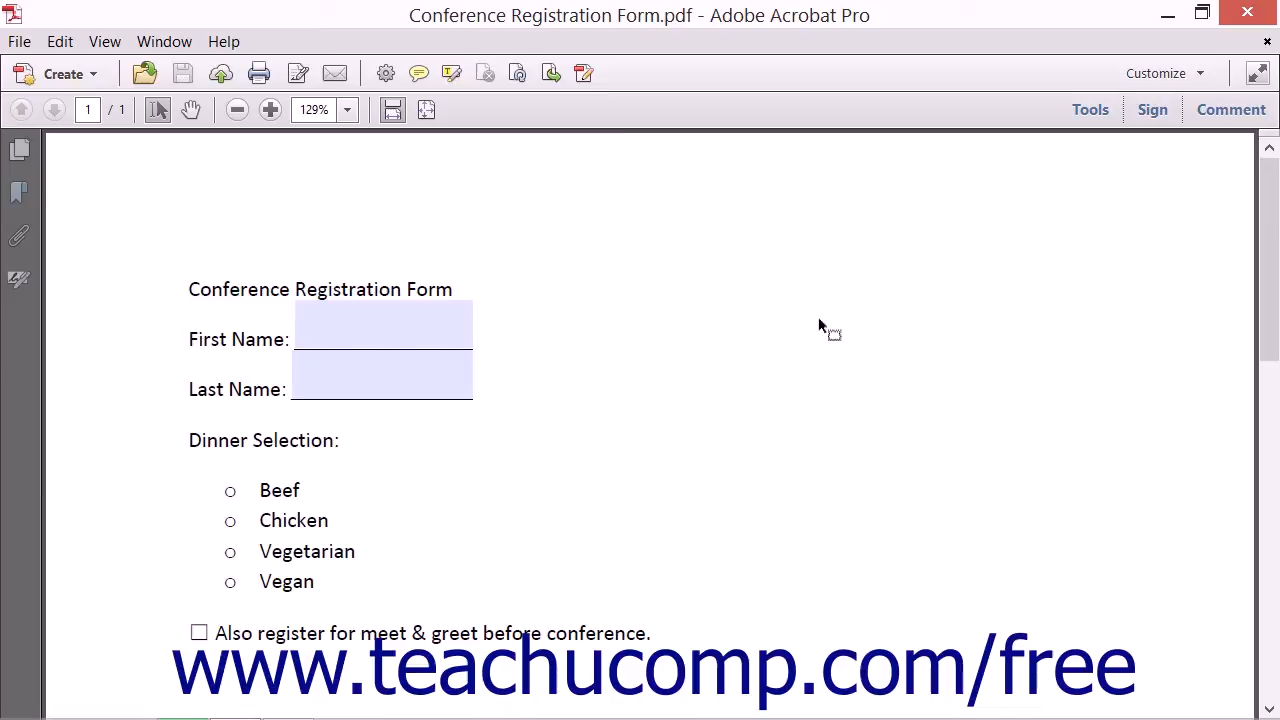 Conference Registration Form.pdf - Adobe Acrobat Pro
File Edit View Window Help
Create Customize
1 / 1 129% Tools Sign Comment
Conference Registration Form
First Name:
Last Name:
Dinner Selection:
Beef
Chicken
Vegetarian
Vegan
Also register for meet & greet before conference.
www.teachucomp.com/free